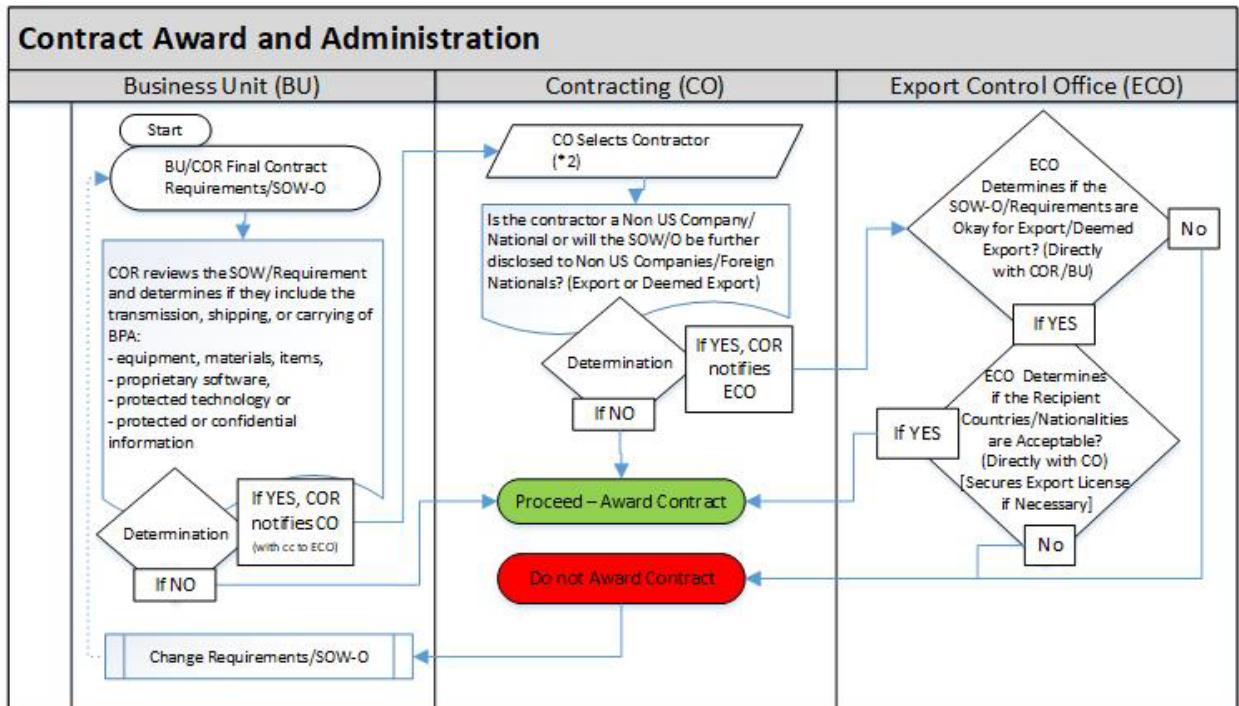 Contract Award and Administration
Business Unit (BU)
Contracting (CO)
Export Control Office (ECO)
Start
BU/COR Final Contract
Requirements/SOW-O
COR reviews the SOW/Requirement
and determines if they include the
transmission, shipping, or carrying of
BPA:
- equipment, materials, items,
- proprietary software,
- protected technology or
- protected or confidential
information
Determination
If YES, COR
notifies CO
(with cc to ECO)
If NO
Change Requirements/SOW-O
CO Selects Contractor
(*2)
Is the contractor a Non US Company/
National or will the SOW/O be further
disclosed to Non US Companies/Foreign
Nationals? (Export or Deemed Export)
Determination
If YES, COR
notifies
ECO
If NO
Proceed – Award Contract
Do not Award Contract
ECO
Determines if the
SOW-O/Requirements are
Okay for Export/Deemed
Export? (Directly
with COR/BU)
No
If YES
ECO Determines
if the Recipient
Countries/Nationalities
are Acceptable?
(Directly with CO)
[Secures Export License
if Necessary]
If YES
No